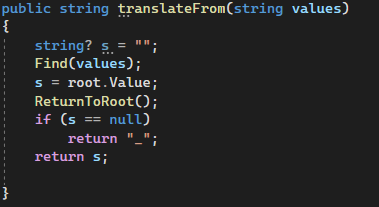 public string translateFrom(string values)
{
string? s = "";
Find(values);
s = root.Value;
ReturnToRoot();
if (s == null)
return "_";
return s;
}